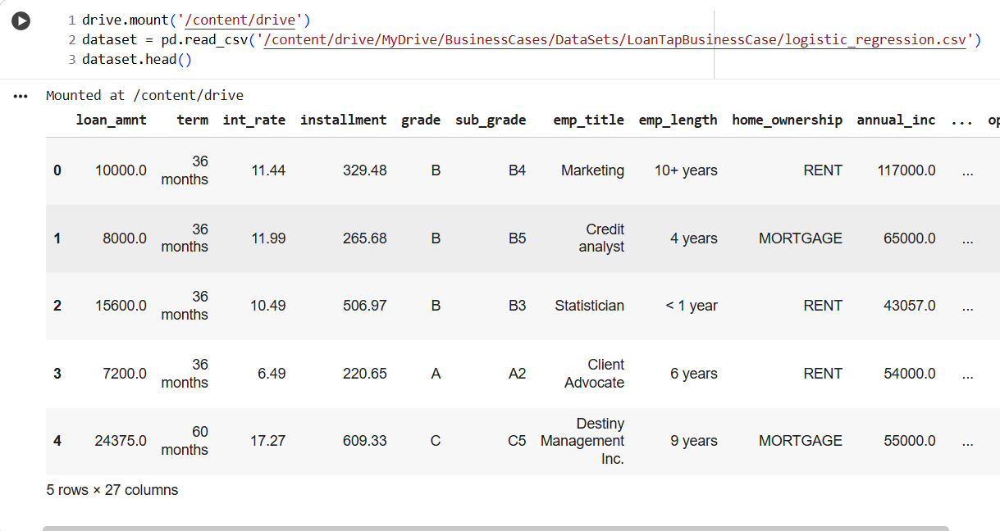 1 drive.mount('/content/drive')
2 dataset = pd.read_csv('/content/drive/MyDrive/BusinessCases/DataSets/LoanTapBusinessCase/logistic_regression.csv')
3 dataset.head()
Mounted at /content/drive
loan_amnt term int_rate installment grade sub_grade emp_title emp_length home_ownership annual_inc ... op
0 10000.0 36 months 11.44 329.48 B B4 Marketing 10+ years RENT 117000.0 ...
1 8000.0 36 months 11.99 265.68 B B5 Credit analyst 4 years MORTGAGE 65000.0 ...
2 15600.0 36 months 10.49 506.97 B B3 Statistician < 1 year RENT 43057.0 ...
3 7200.0 36 months 6.49 220.65 A A2 Client Advocate 6 years RENT 54000.0 ...
4 24375.0 60 months 17.27 609.33 C C5 Destiny Management Inc. 9 years MORTGAGE 55000.0 ...
5 rows × 27 columns